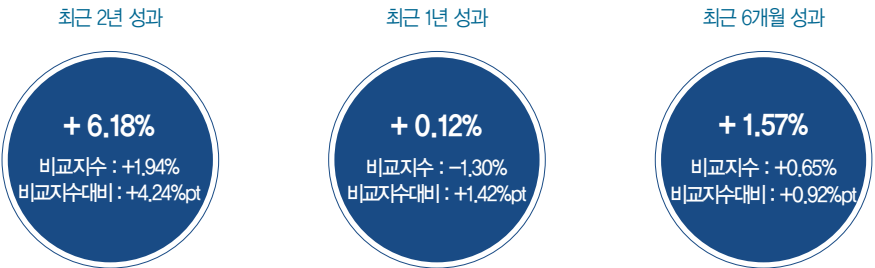 최근 2년 성과
+ 6.18%
비교지수 : +1.94%
비교지수대비 : +4.24%pt
최근 1년 성과
+ 0.12%
비교지수 : -1.30%
비교지수대비 : +1.42%pt
최근 6개월 성과
+ 1.57%
비교지수 : +0.65%
비교지수대비 : +0.92%pt